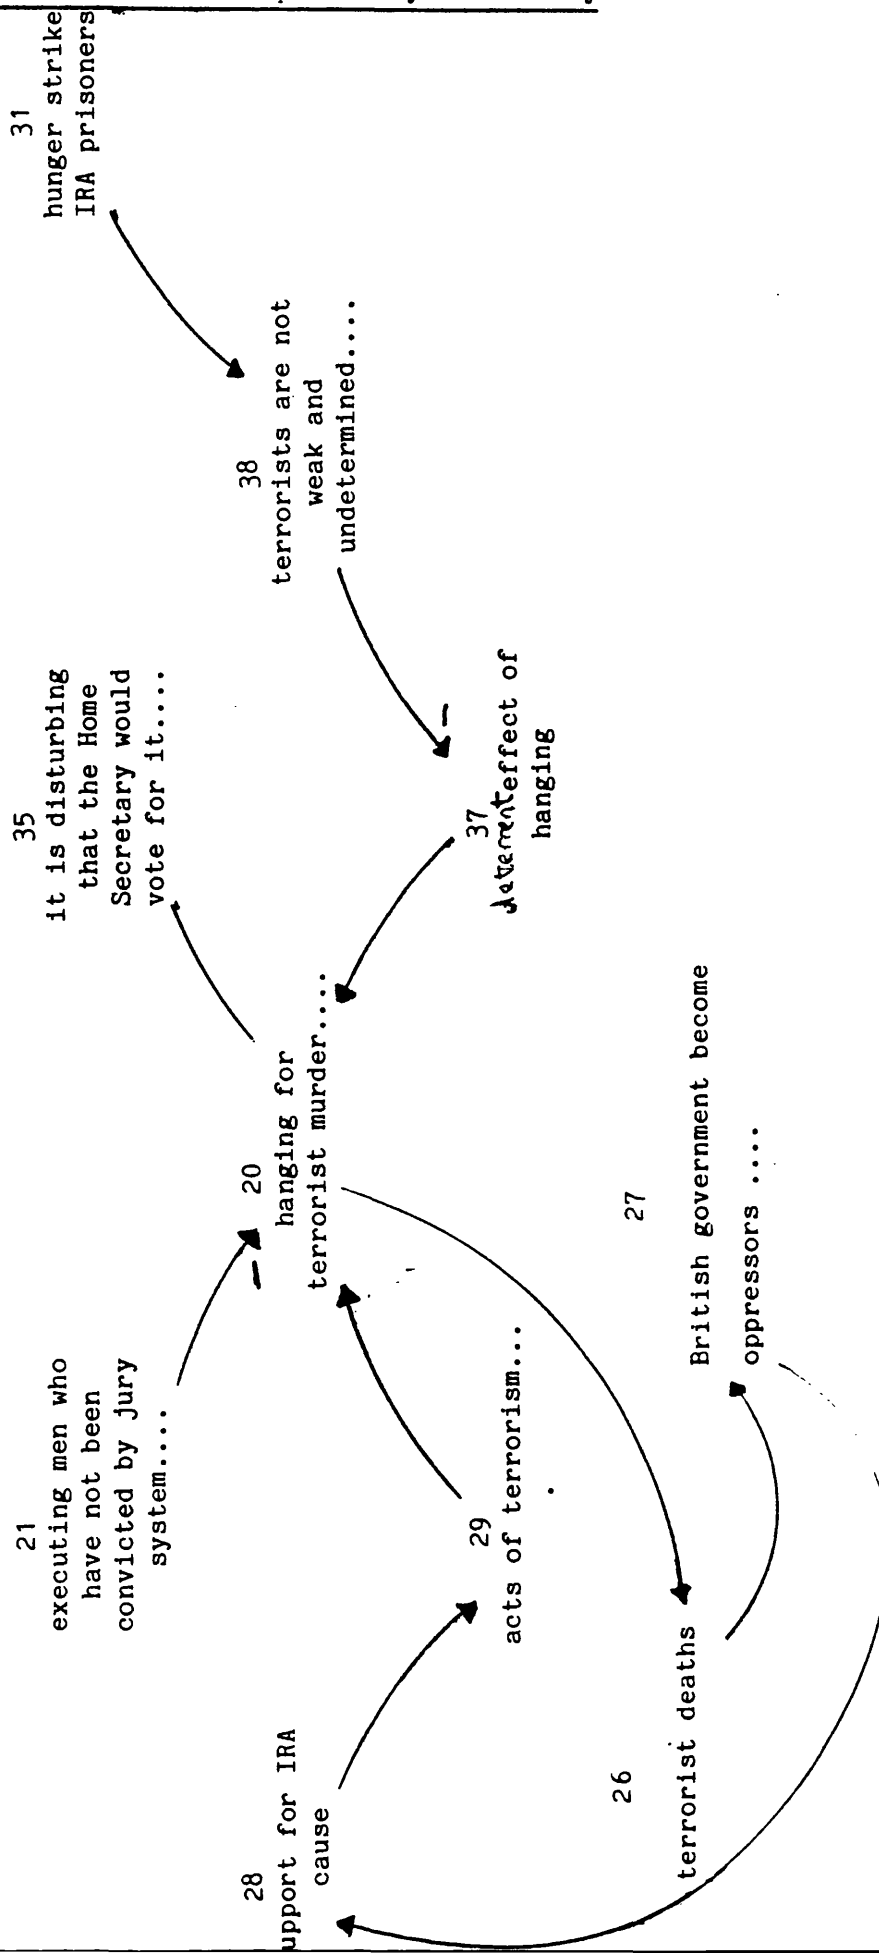 21
executing men who
have not been
convicted by jury
system....
35
it is disturbing
that the Home
Secretary would
vote for it....
31
hunger strike
IRA prisoners
28
upport for IRA
cause
20
hanging for
terrorist murder....
38
terrorists are not
weak and
undetermined....
29
acts of terrorism...
37
effect of
hanging
26
terrorist deaths
27
British government become
oppressors ....